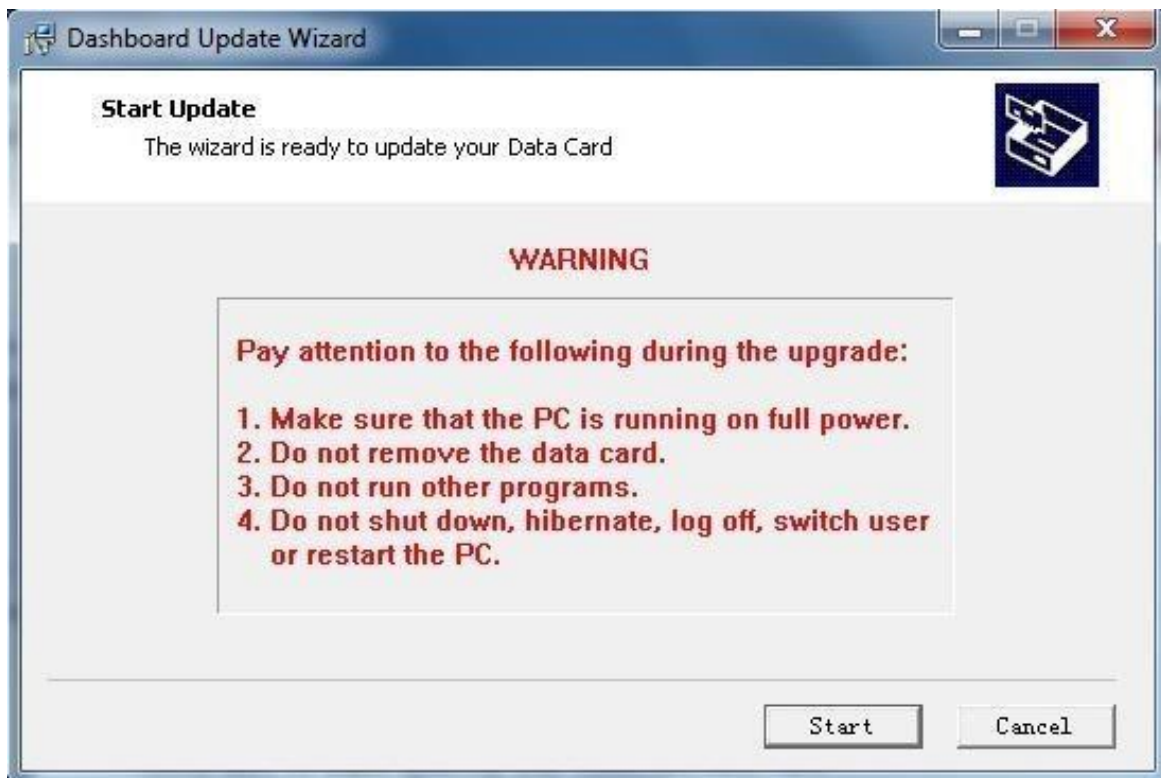 Dashboard Update Wizard
Start Update
The wizard is ready to update your Data Card
WARNING
Pay attention to the following during the upgrade:
1. Make sure that the PC is running on full power.
2. Do not remove the data card.
3. Do not run other programs.
4. Do not shut down, hibernate, log off, switch user
or restart the PC.
Start
Cancel